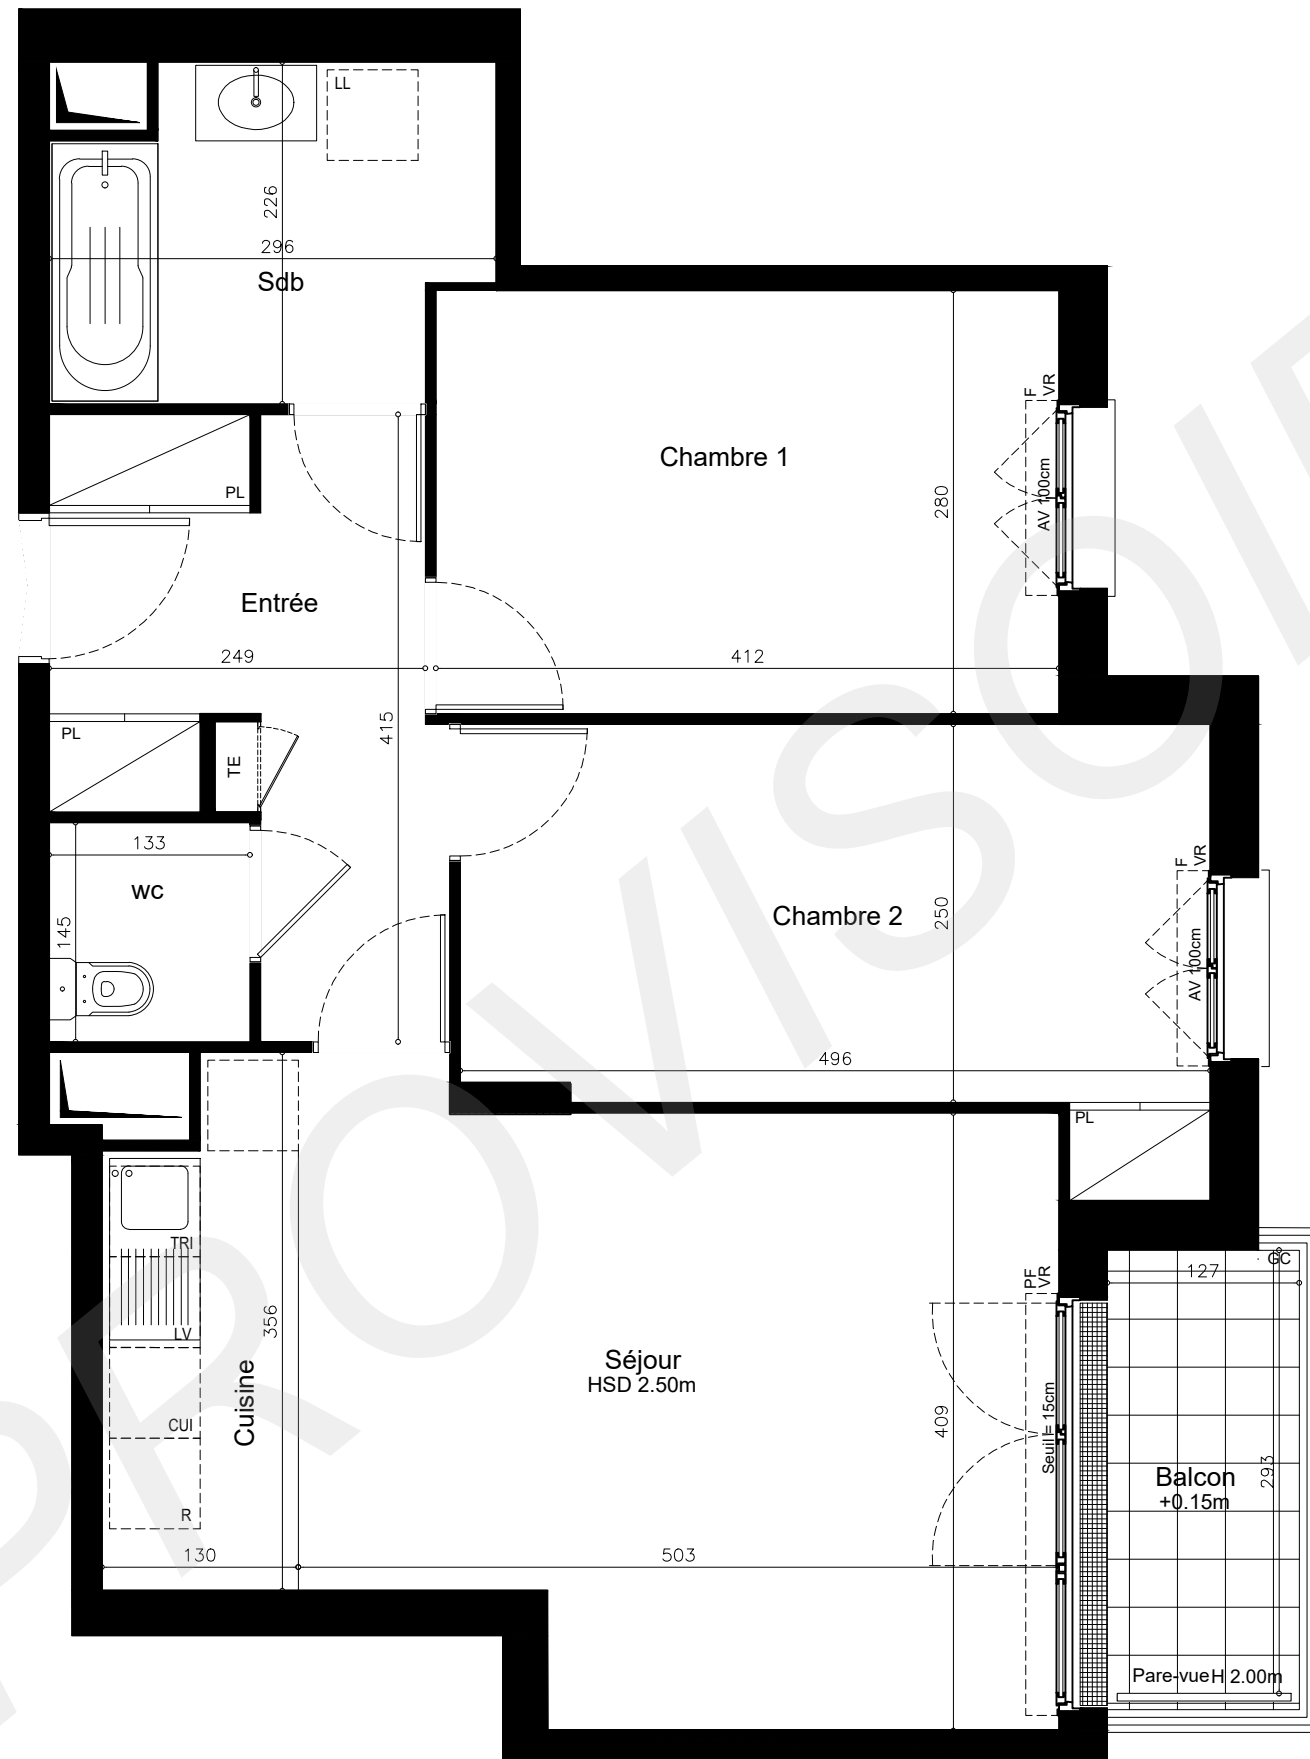 LL
226
296
Sdb
PL
Chambre 1
F
VR
AV 100cm
280
Entrée
249
412
415
PL
TE
133
wc
145
Chambre 2
250
F
VR
AV 100cm
496
PL
TRI
LV
CUI
R
Cuisine
356
130
Séjour
HSD 2.50m
503
409
PF
VR
Seuil = 15cm
GC
127
Balcon
+0.15m
293
Pare-vue H 2.00m